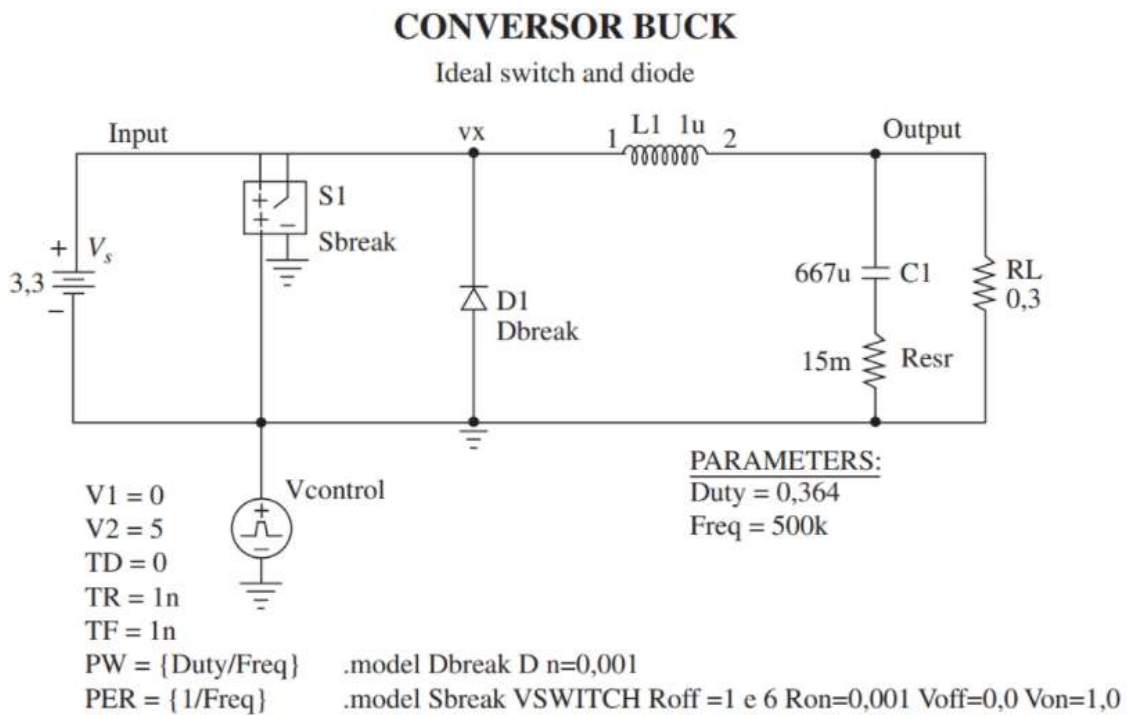 CONVERSOR BUCK
Ideal switch and diode
Input
vx
1 L1 1u 2
Output
S1
Sbreak
+ Vs
3,3
−
+
+ −
D1
Dbreak
667u C1
15m Resr
RL
0,3
Vcontrol
+
−
V1 = 0
V2 = 5
TD = 0
TR = 1n
TF = 1n
PW = {Duty/Freq} .model Dbreak D n=0,001
PER = {1/Freq} .model Sbreak VSWITCH Roff =1 e 6 Ron=0,001 Voff=0,0 Von=1,0
PARAMETERS:
Duty = 0,364
Freq = 500k